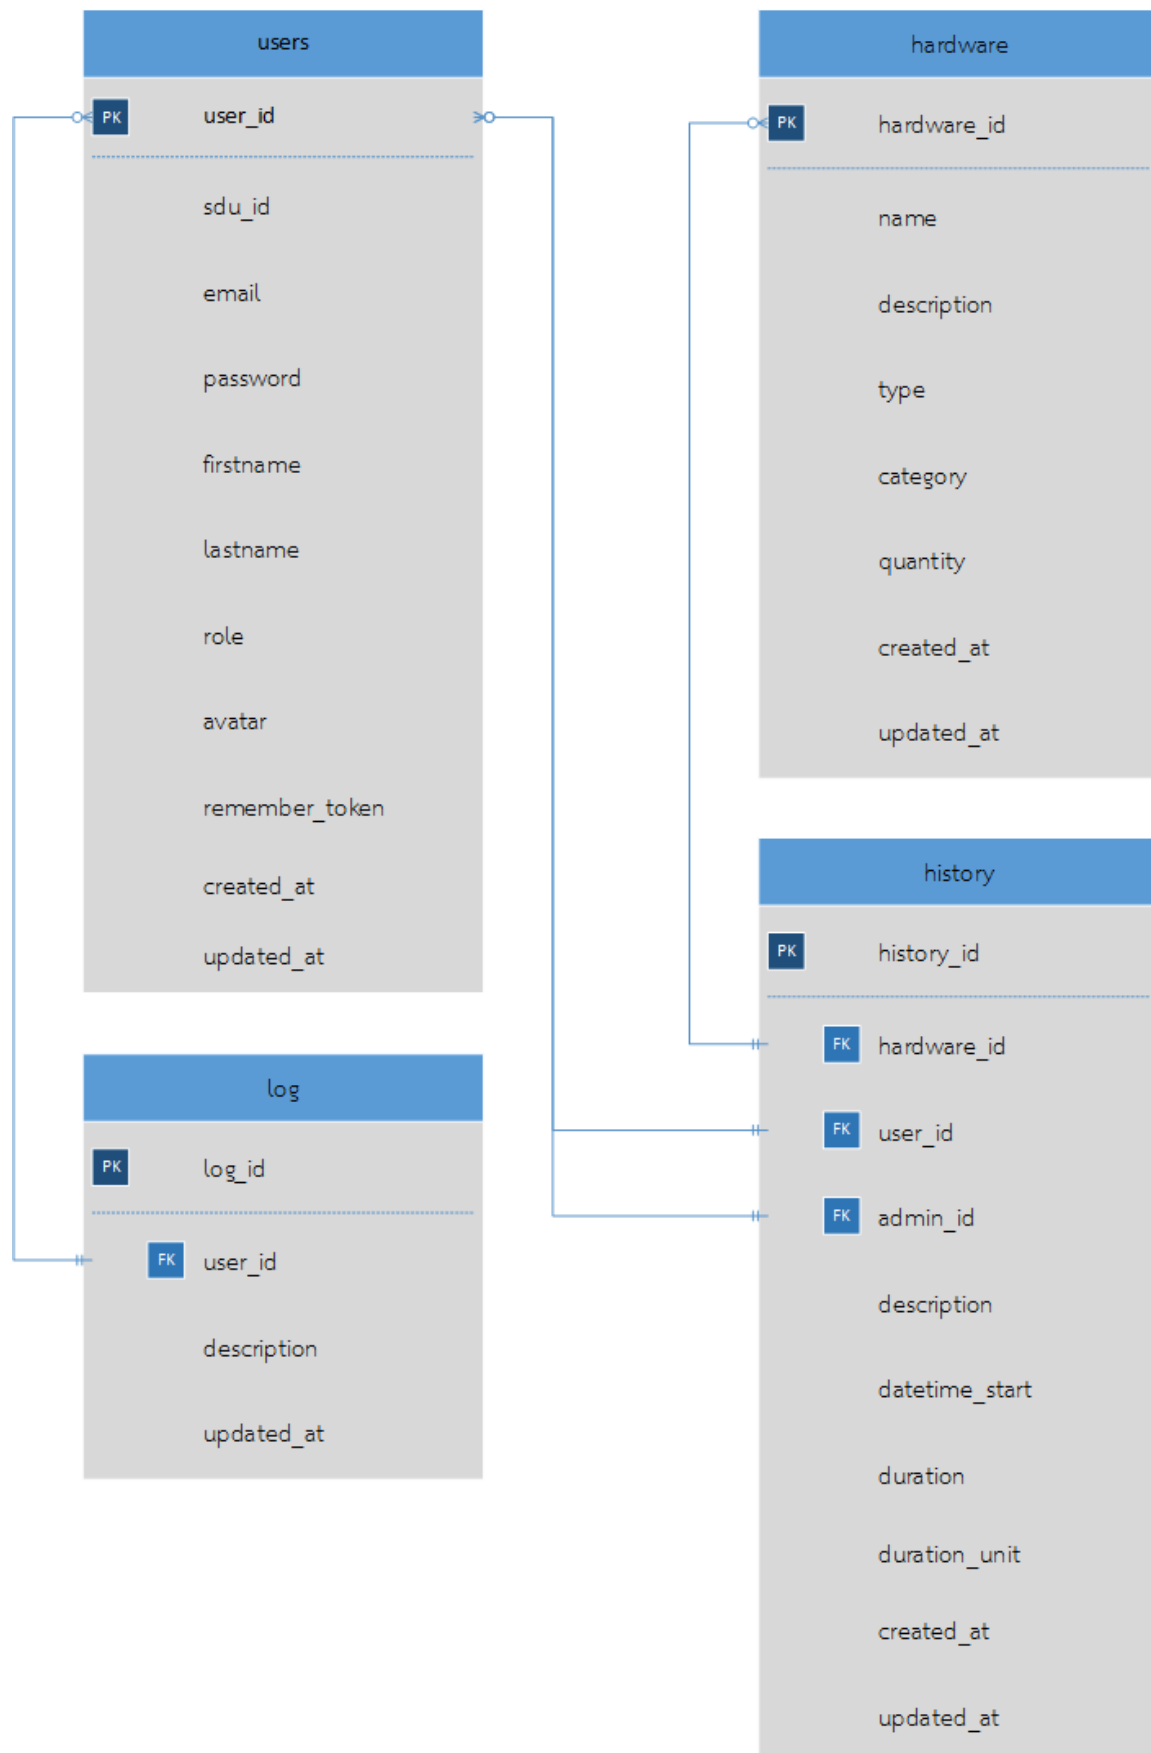 users
PK user_id
sdu_id
email
password
firstname
lastname
role
avatar
remember_token
created_at
updated_at
log
PK log_id
FK user_id
description
updated_at
hardware
PK hardware_id
name
description
type
category
quantity
created_at
updated_at
history
PK history_id
FK hardware_id
FK user_id
FK admin_id
description
datetime_start
duration
duration_unit
created_at
updated_at